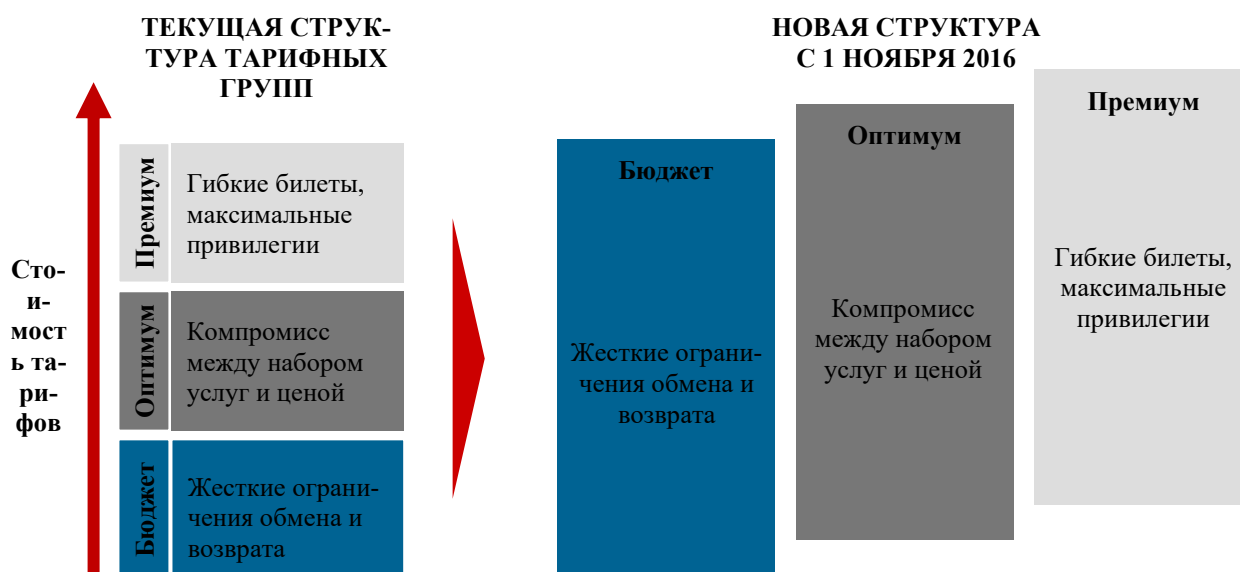 ТЕКУЩАЯ СТРУК-
ТУРА ТАРИФНЫХ
ГРУПП
НОВАЯ СТРУКТУРА
С 1 НОЯБРЯ 2016
Сто-
и-
мост
ь та-
ри-
фов
Премиум
Гибкие билеты,
максимальные
привилегии
Оптимум
Компромисс
между набором
услуг и ценой
Бюджет
Жесткие ограни-
чения обмена и
возврата
Бюджет
Жесткие ограни-
чения обмена и
возврата
Оптимум
Компромисс
между набором
услуг и ценой
Премиум
Гибкие билеты,
максимальные
привилегии